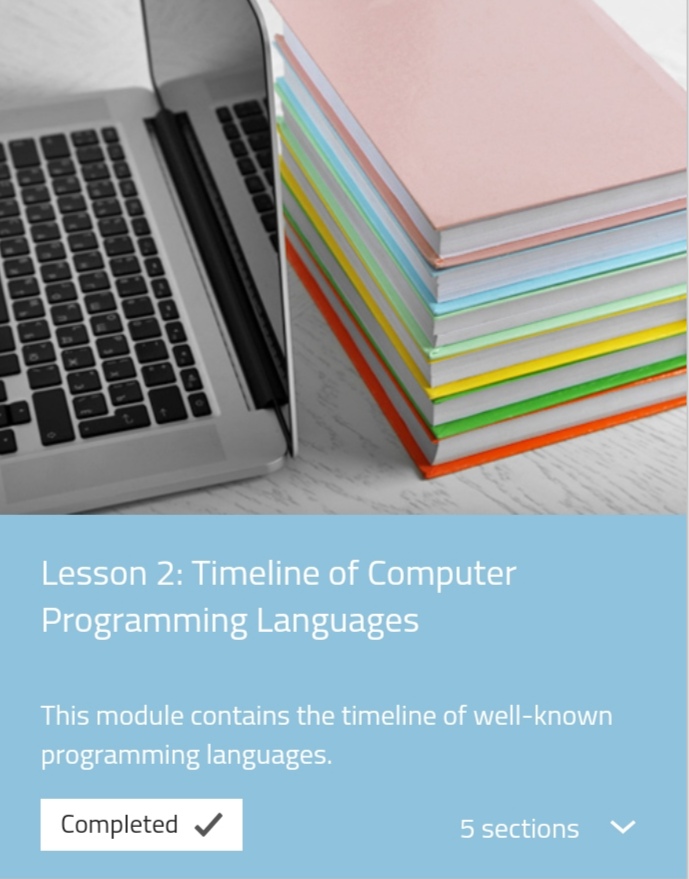 Lesson 2: Timeline of Computer
Programming Languages
This module contains the timeline of well-known
programming languages.
Completed
5 sections